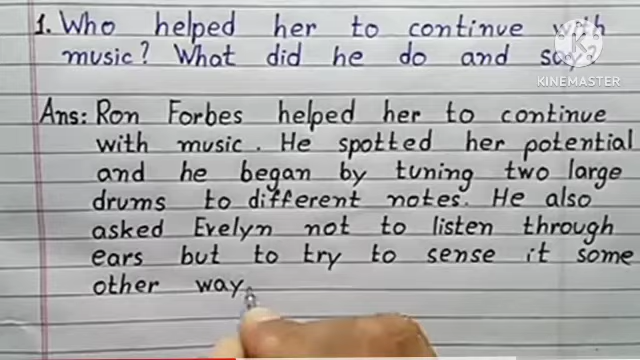 1. Who helped her to continue with
music? What did he do and say?
KINEMASTER
Ans: Ron Forbes helped her to continue
with music. He spotted her potential
and he began by tuning two large
drums to different notes. He also
asked Evelyn not to listen through
ears but to try to sense it some
other way.